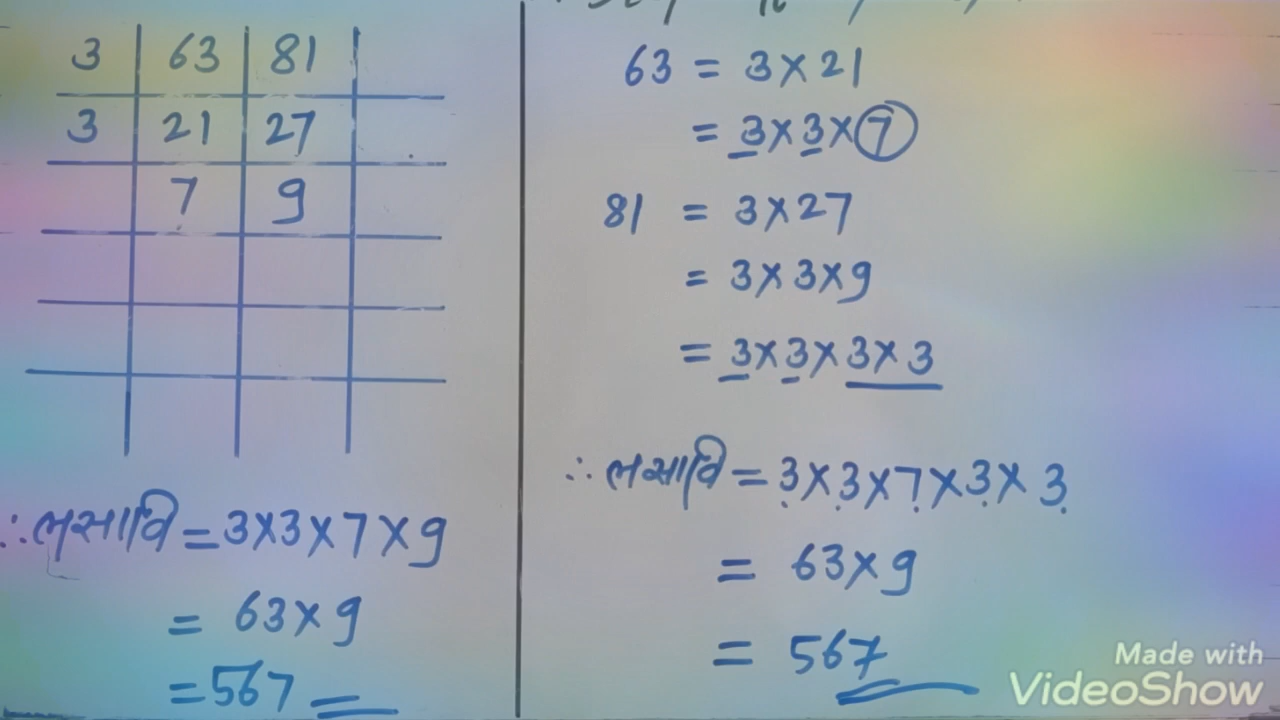 3 63 81
3 21 27
7 9
∴ लसावि = 3×3×7×9
= 63×9
= 567
63 = 3×21
= 3×3×7
81 = 3×27
= 3×3×9
= 3×3×3×3
∴ लसावि = 3×3×7×3×3
= 63×9
= 567
Made with
VideoShow